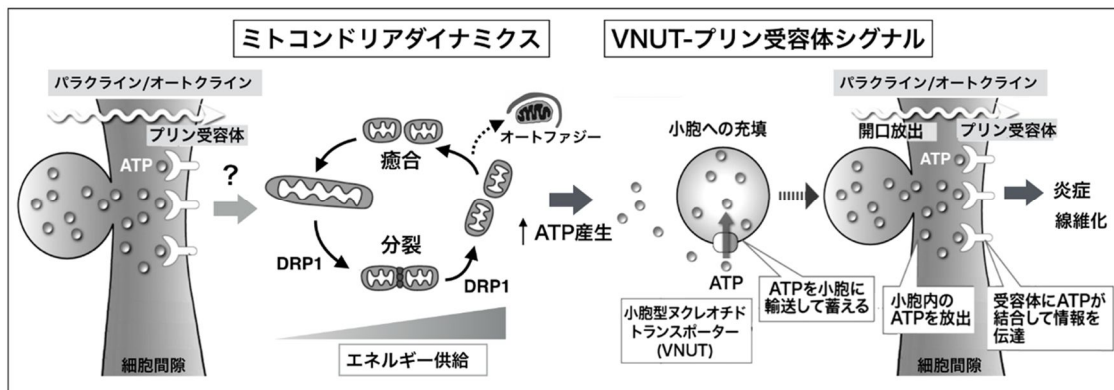 ミトコンドリアダイナミクス
VNUT-プリン受容体シグナル
パラクライン/オートクライン
プリン受容体
ATP
?
細胞間隙
オートファジー
癒合
分裂
DRP1
DRP1
エネルギー供給
↑ ATP産生
小胞への充填
ATP
小胞型ヌクレオチド
トランスポーター
(VNUT)
ATPを小胞に
輸送して蓄える
パラクライン/オートクライン
開口放出
プリン受容体
ATP
小胞内の
ATPを放出
受容体にATPが
結合して情報を
伝達
細胞間隙
炎症
線維化